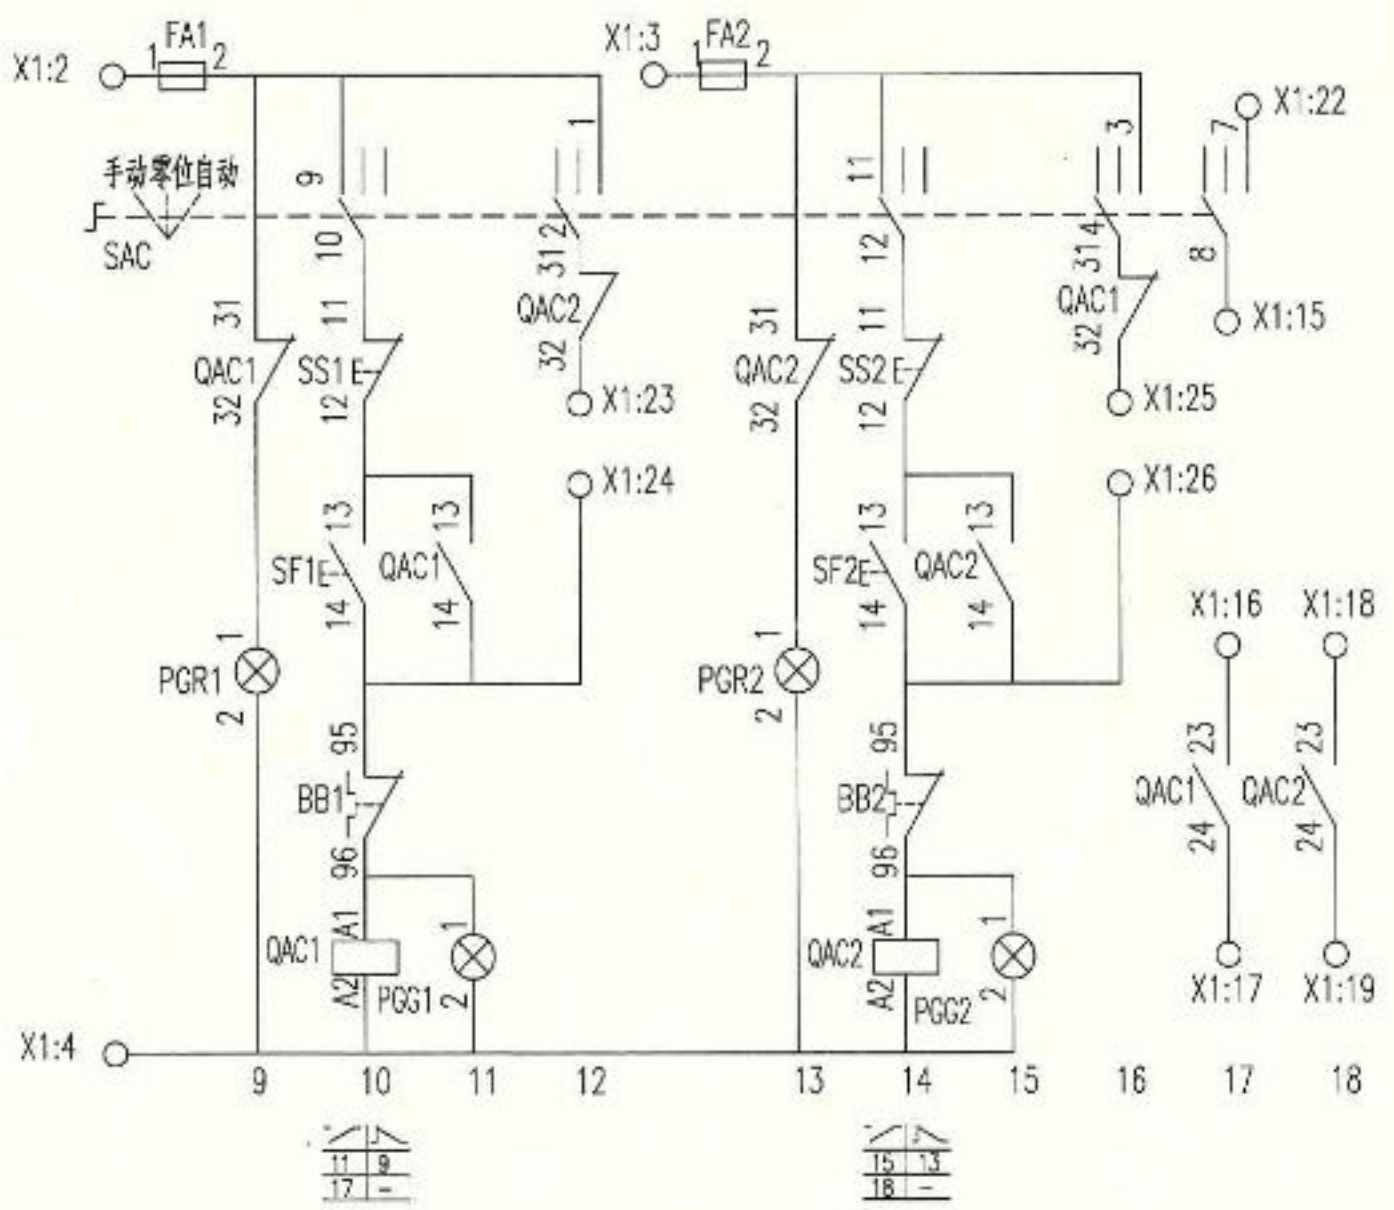 FA1
X1:2
1
2
X1:3
FA2
1
2
X1:22
手动零位自动
SAC
9
10
1
2
11
12
3
4
7
8
X1:15
31
QAC1
32
11
SS1
12
31
QAC2
32
X1:23
31
QAC2
32
11
SS2
12
31
QAC1
32
X1:25
X1:24
X1:26
13
SF1
14
13
QAC1
14
13
SF2
14
13
QAC2
14
X1:16
X1:18
1
PGR1
2
1
PGR2
2
95
BB1
96
95
BB2
96
23
QAC1
24
23
QAC2
24
A1
QAC1
A2
1
PGG1
2
A1
QAC2
A2
1
PGG2
2
X1:17
X1:19
X1:4
9 10 11 12 13 14 15 16 17 18
11 9
17 -
15 13
18 -